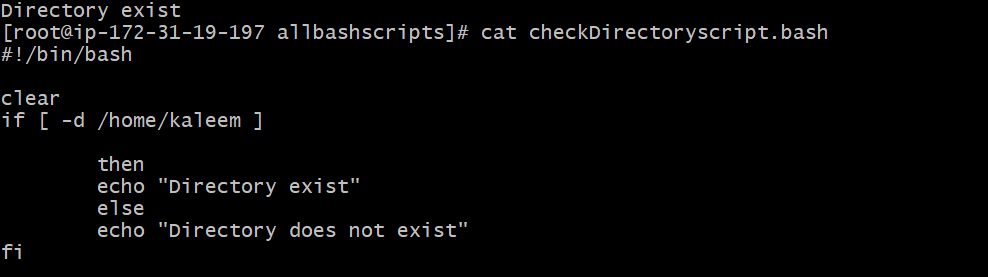 Directory exist
[root@ip-172-31-19-197 allbashscripts]# cat checkDirectoryscript.bash
#!/bin/bash
clear
if [ -d /home/kaleem ]
then
echo "Directory exist"
else
echo "Directory does not exist"
fi